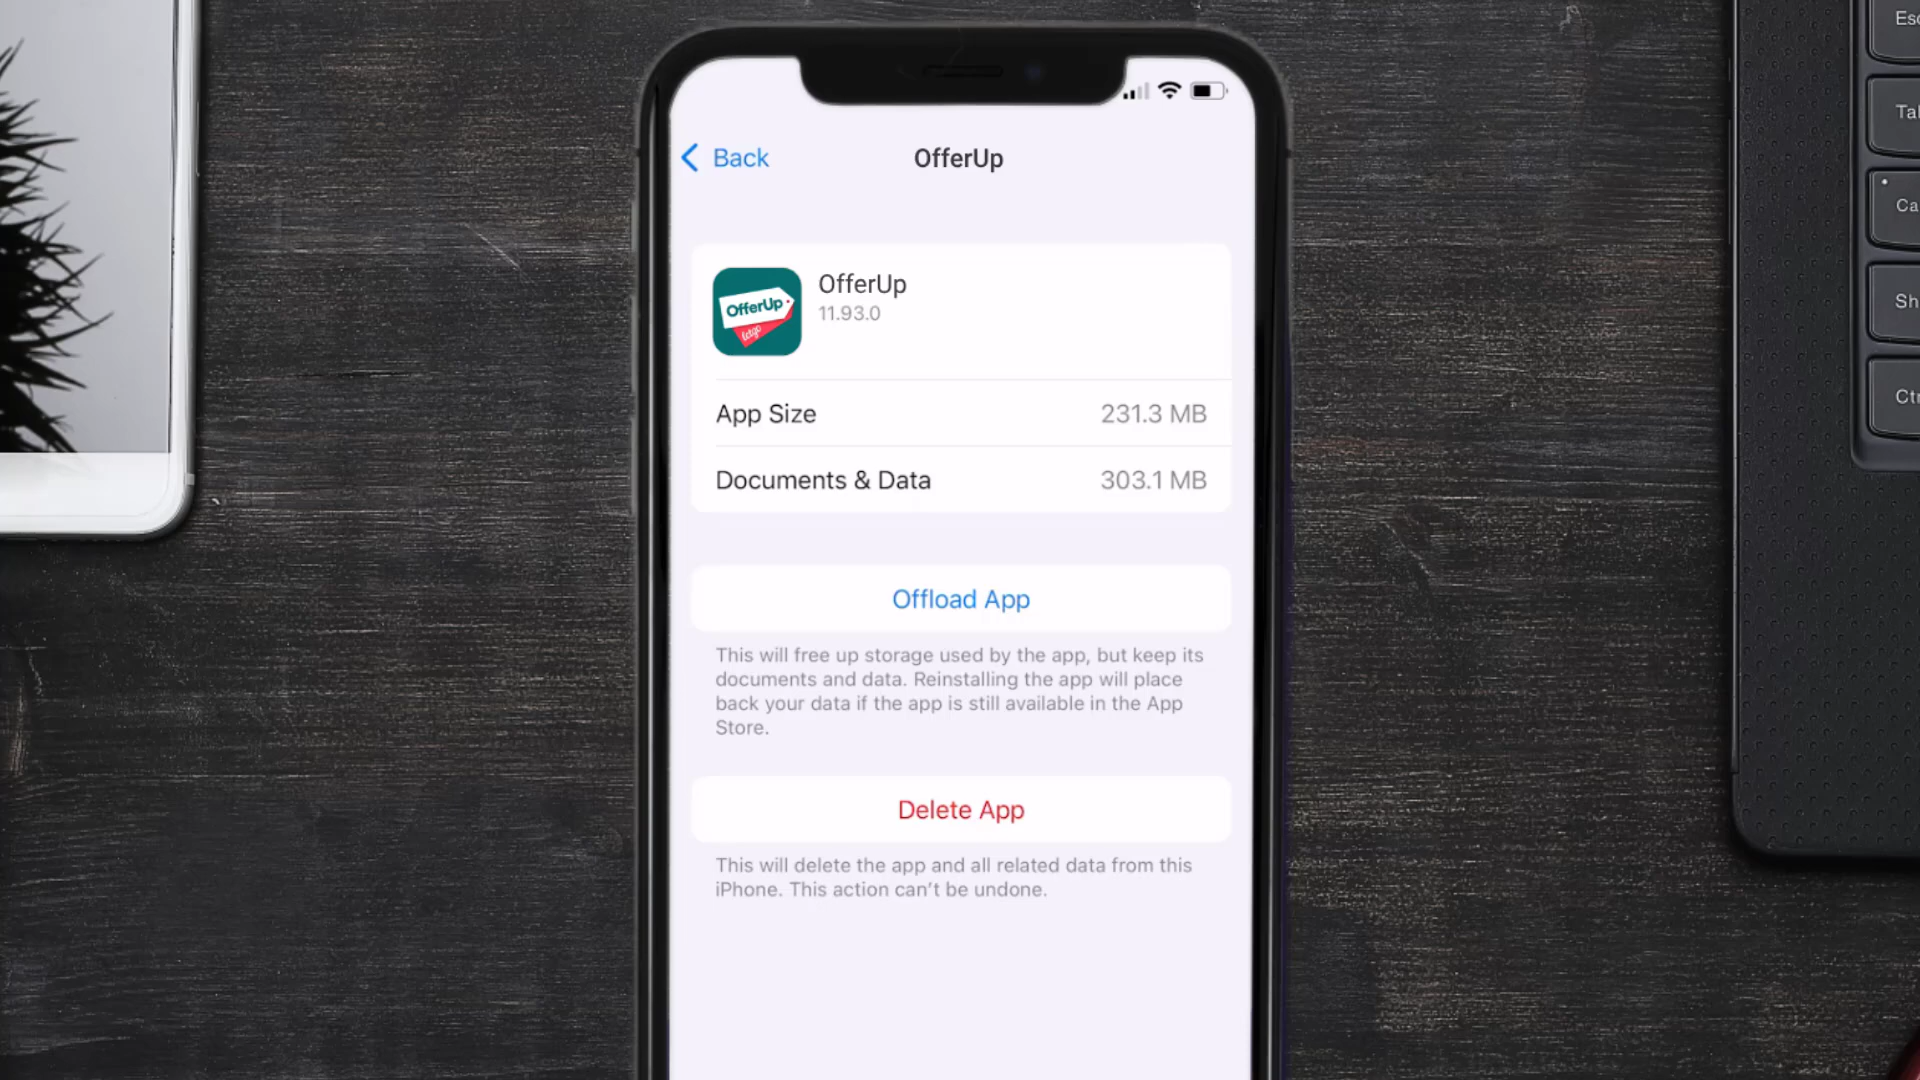 Back
OfferUp
OfferUp
11.93.0
OfferUp
letgo
App Size
231.3 MB
Documents & Data
303.1 MB
Offload App
This will free up storage used by the app, but keep its
documents and data. Reinstalling the app will place
back your data if the app is still available in the App
Store.
Delete App
This will delete the app and all related data from this
iPhone. This action can’t be undone.
Esc
Ta
Ca
Sh
Ctr